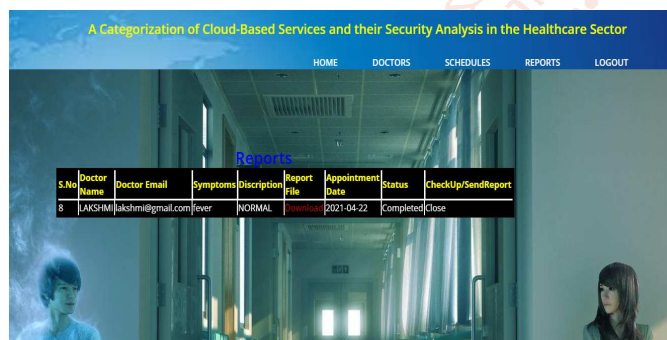 A Categorization of Cloud-Based Services and their Security Analysis in the Healthcare Sector
HOME DOCTORS SCHEDULES REPORTS LOGOUT
Reports
S.No Doctor Name Doctor Email Symptoms Discription Report File Appointment Date Status CheckUp/SendReport
8 LAKSHMI lakshmi@gmail.com fever NORMAL Download 2021-04-22 Completed Close